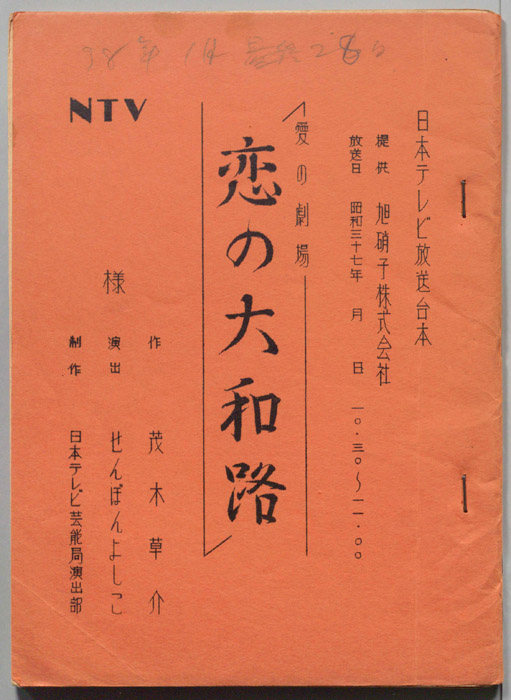 日本テレビ放送台本
提供 旭硝子株式会社
放送日 昭和三十七年 月 日 一〇・三〇〜一一・〇〇
愛の劇場
恋の大和路
作 茂木草介
演出 せんぼんよしこ
制作 日本テレビ芸能局演出部
様
NTV